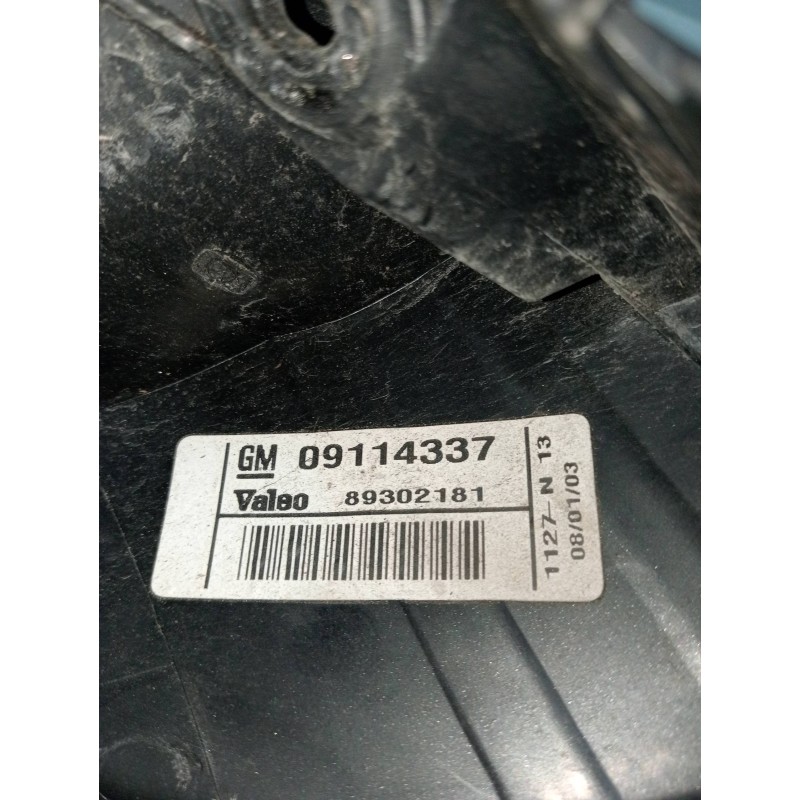 GM 09114337
Valeo 89302181
1127-N 13
08/01/03